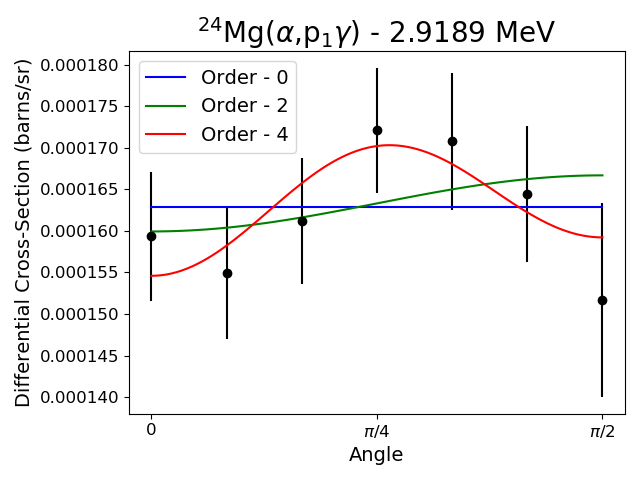 ²⁴Mg(α,p₁γ) - 2.9189 MeV
Order - 0
Order - 2
Order - 4
Differential Cross-Section (barns/sr)
0.000180
0.000175
0.000170
0.000165
0.000160
0.000155
0.000150
0.000145
0.000140
0 π/4 π/2
Angle